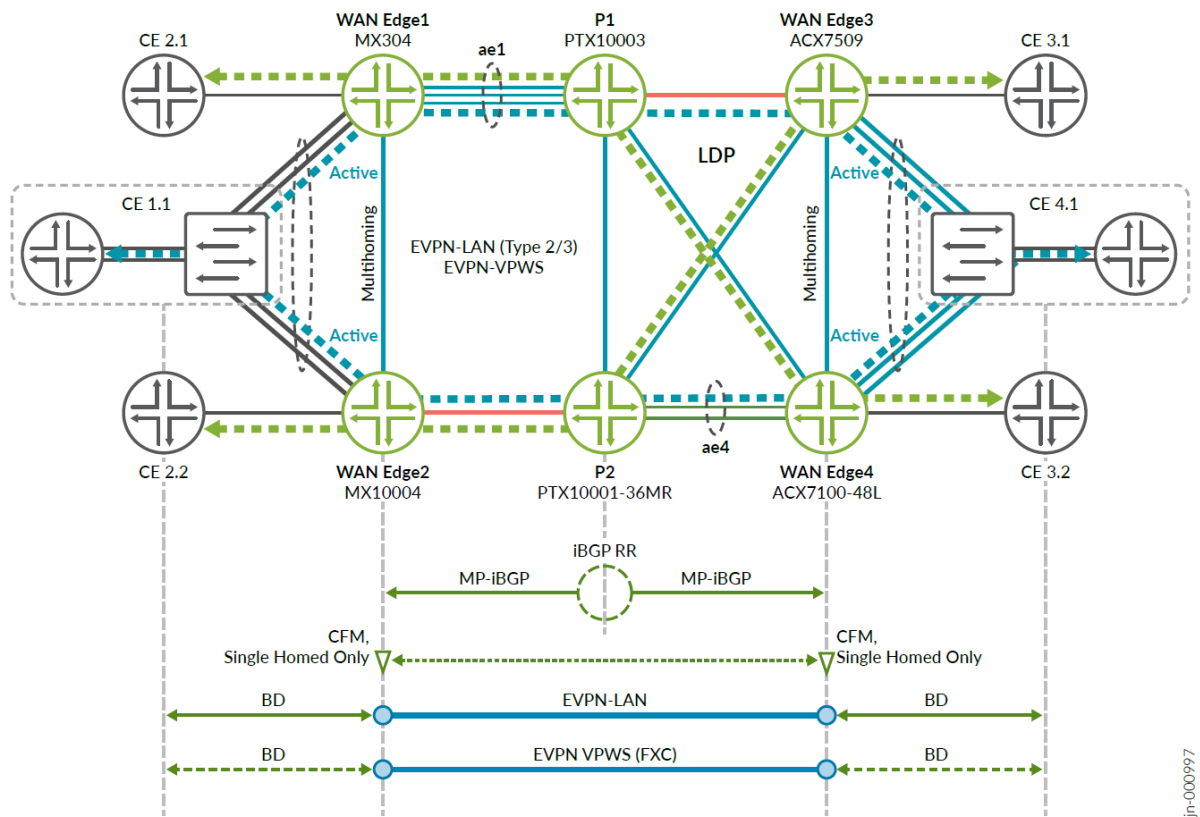 WAN Edge1
MX304
P1
PTX10003
WAN Edge3
ACX7509
CE 2.1
ae1
CE 3.1
LDP
Active
Active
CE 1.1
CE 4.1
Multihoming
EVPN-LAN (Type 2/3)
EVPN-VPWS
Multihoming
Active
Active
ae4
CE 2.2
WAN Edge2
MX10004
P2
PTX10001-36MR
WAN Edge4
ACX7100-48L
CE 3.2
iBGP RR
MP-iBGP
MP-iBGP
CFM,
Single Homed Only
CFM,
Single Homed Only
BD
EVPN-LAN
BD
BD
EVPN VPWS (FXC)
BD
jn-000997